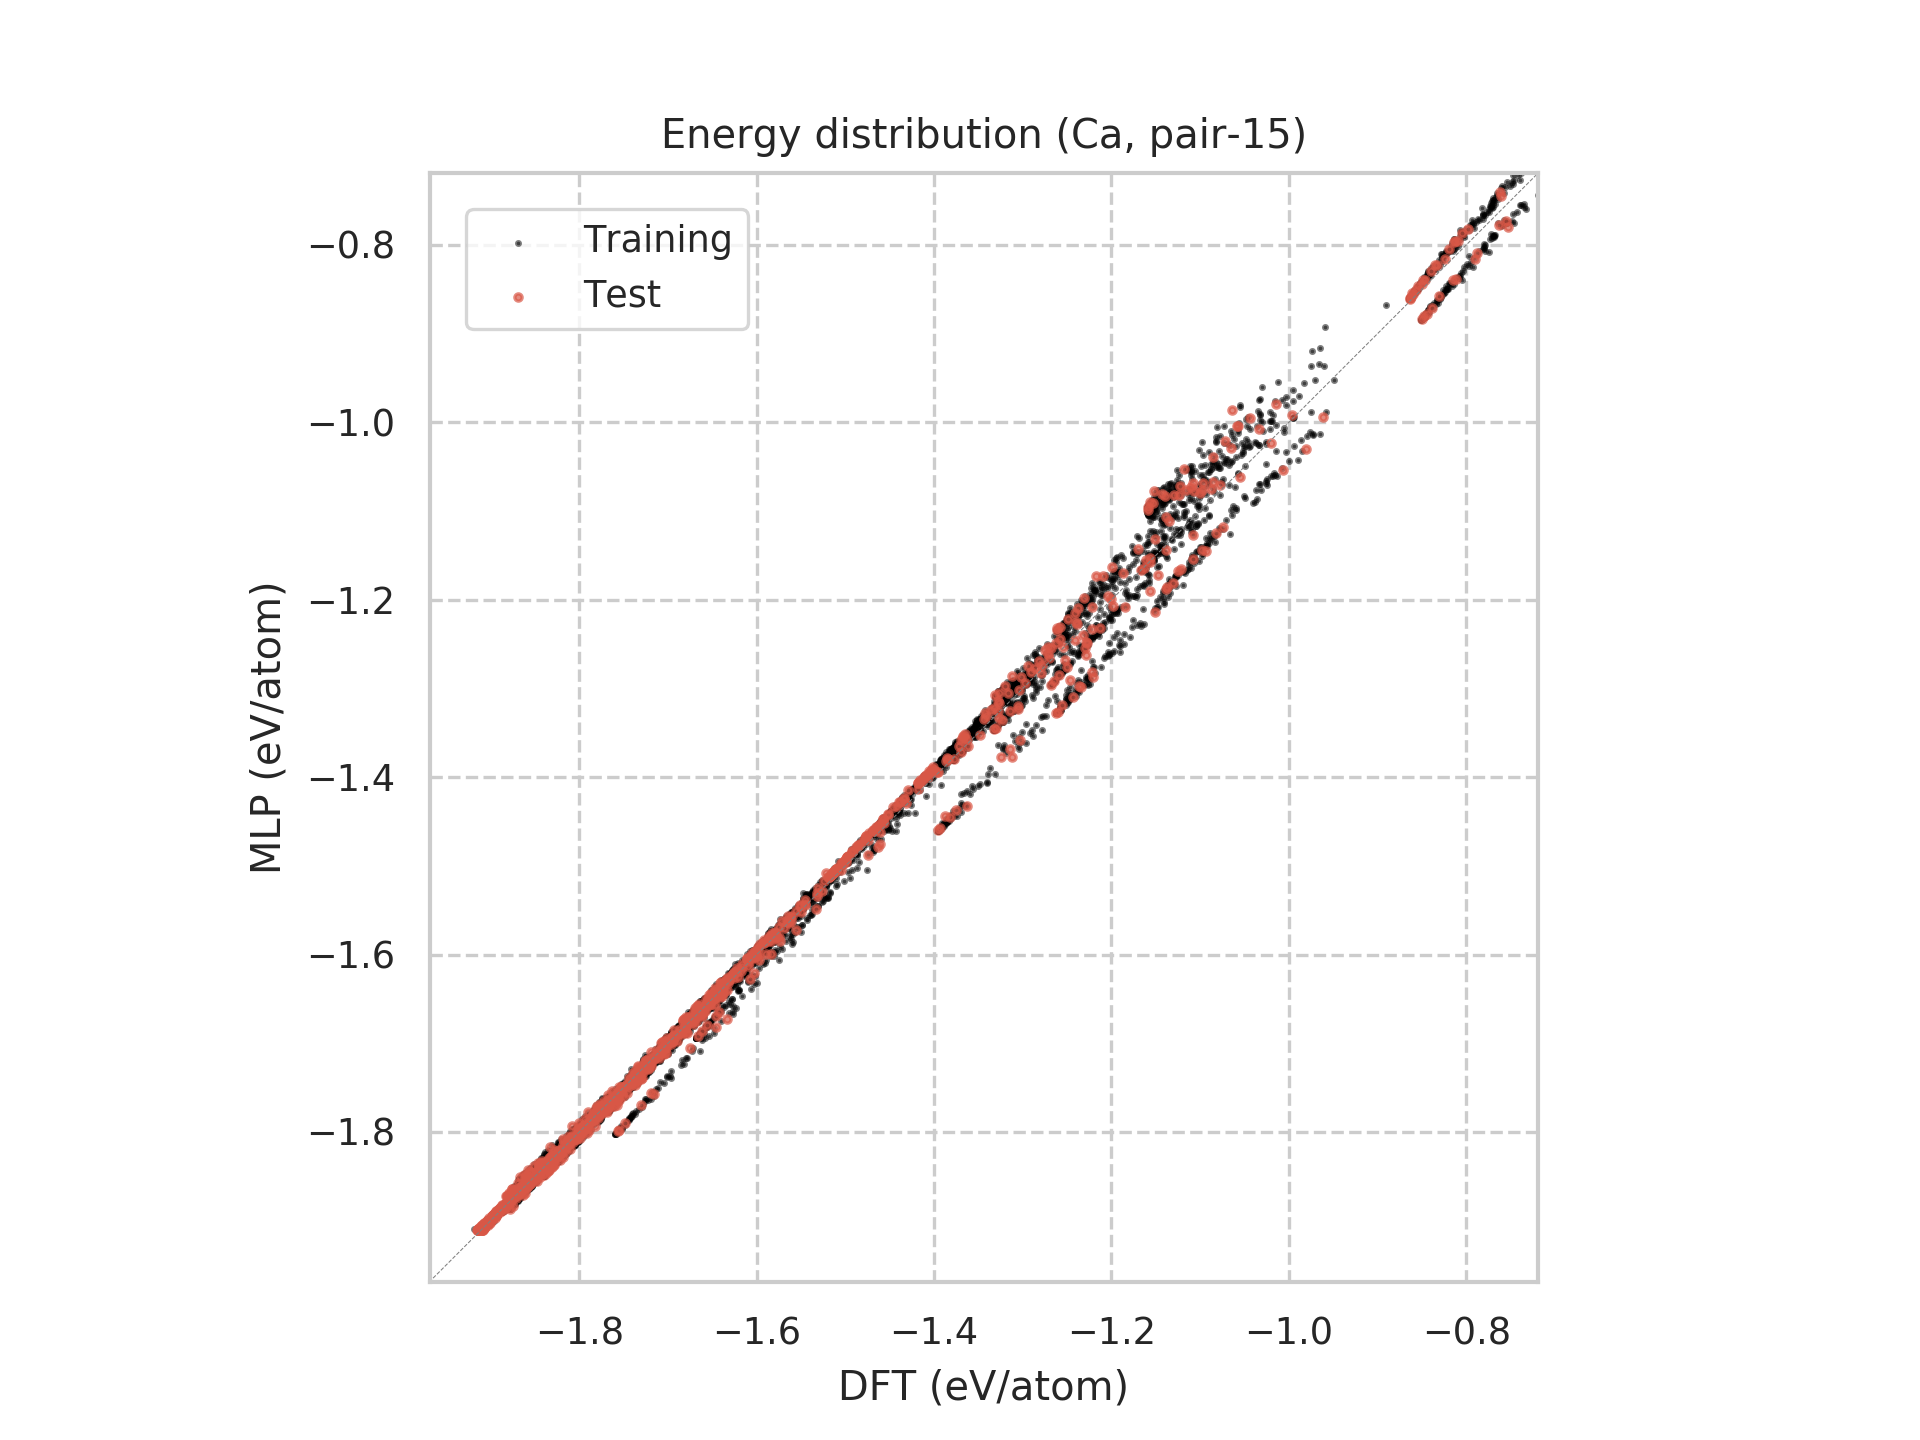 Energy distribution (Ca, pair-15)
Training
Test
MLP (eV/atom)
−0.8
−1.0
−1.2
−1.4
−1.6
−1.8
−1.8 −1.6 −1.4 −1.2 −1.0 −0.8
DFT (eV/atom)